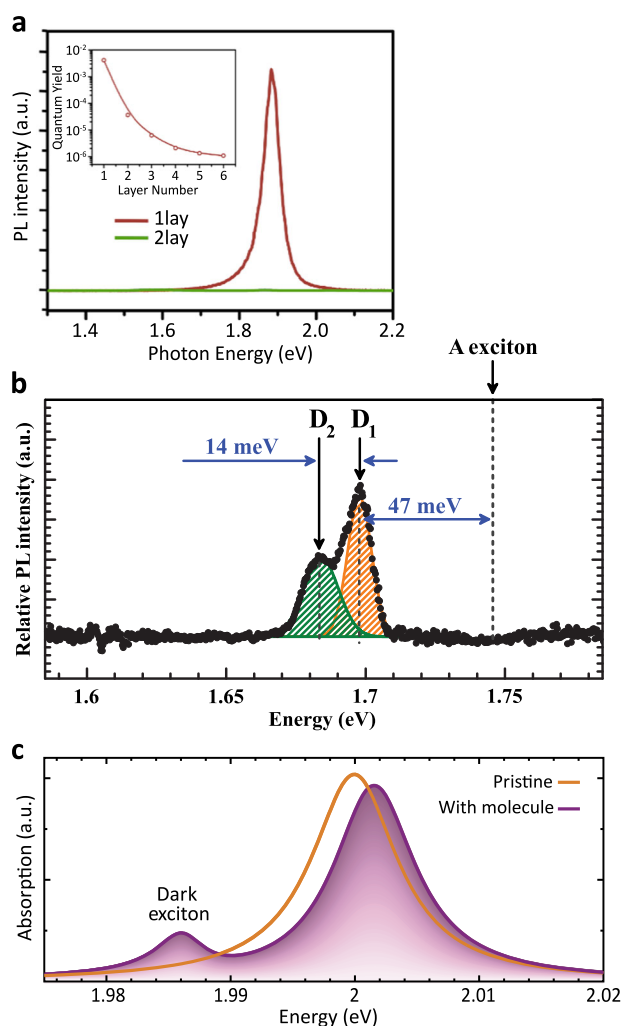 a
PL intensity (a.u.)
Quantum Yield
10⁻²
10⁻³
10⁻⁴
10⁻⁵
10⁻⁶
1 2 3 4 5 6
Layer Number
1lay
2lay
1.4 1.6 1.8 2.0 2.2
Photon Energy (eV)
A exciton
b
D₂ D₁
14 meV
47 meV
Relative PL intensity (a.u.)
1.6 1.65 1.7 1.75
Energy (eV)
c
Pristine
With molecule
Dark
exciton
Absorption (a.u.)
1.98 1.99 2 2.01 2.02
Energy (eV)